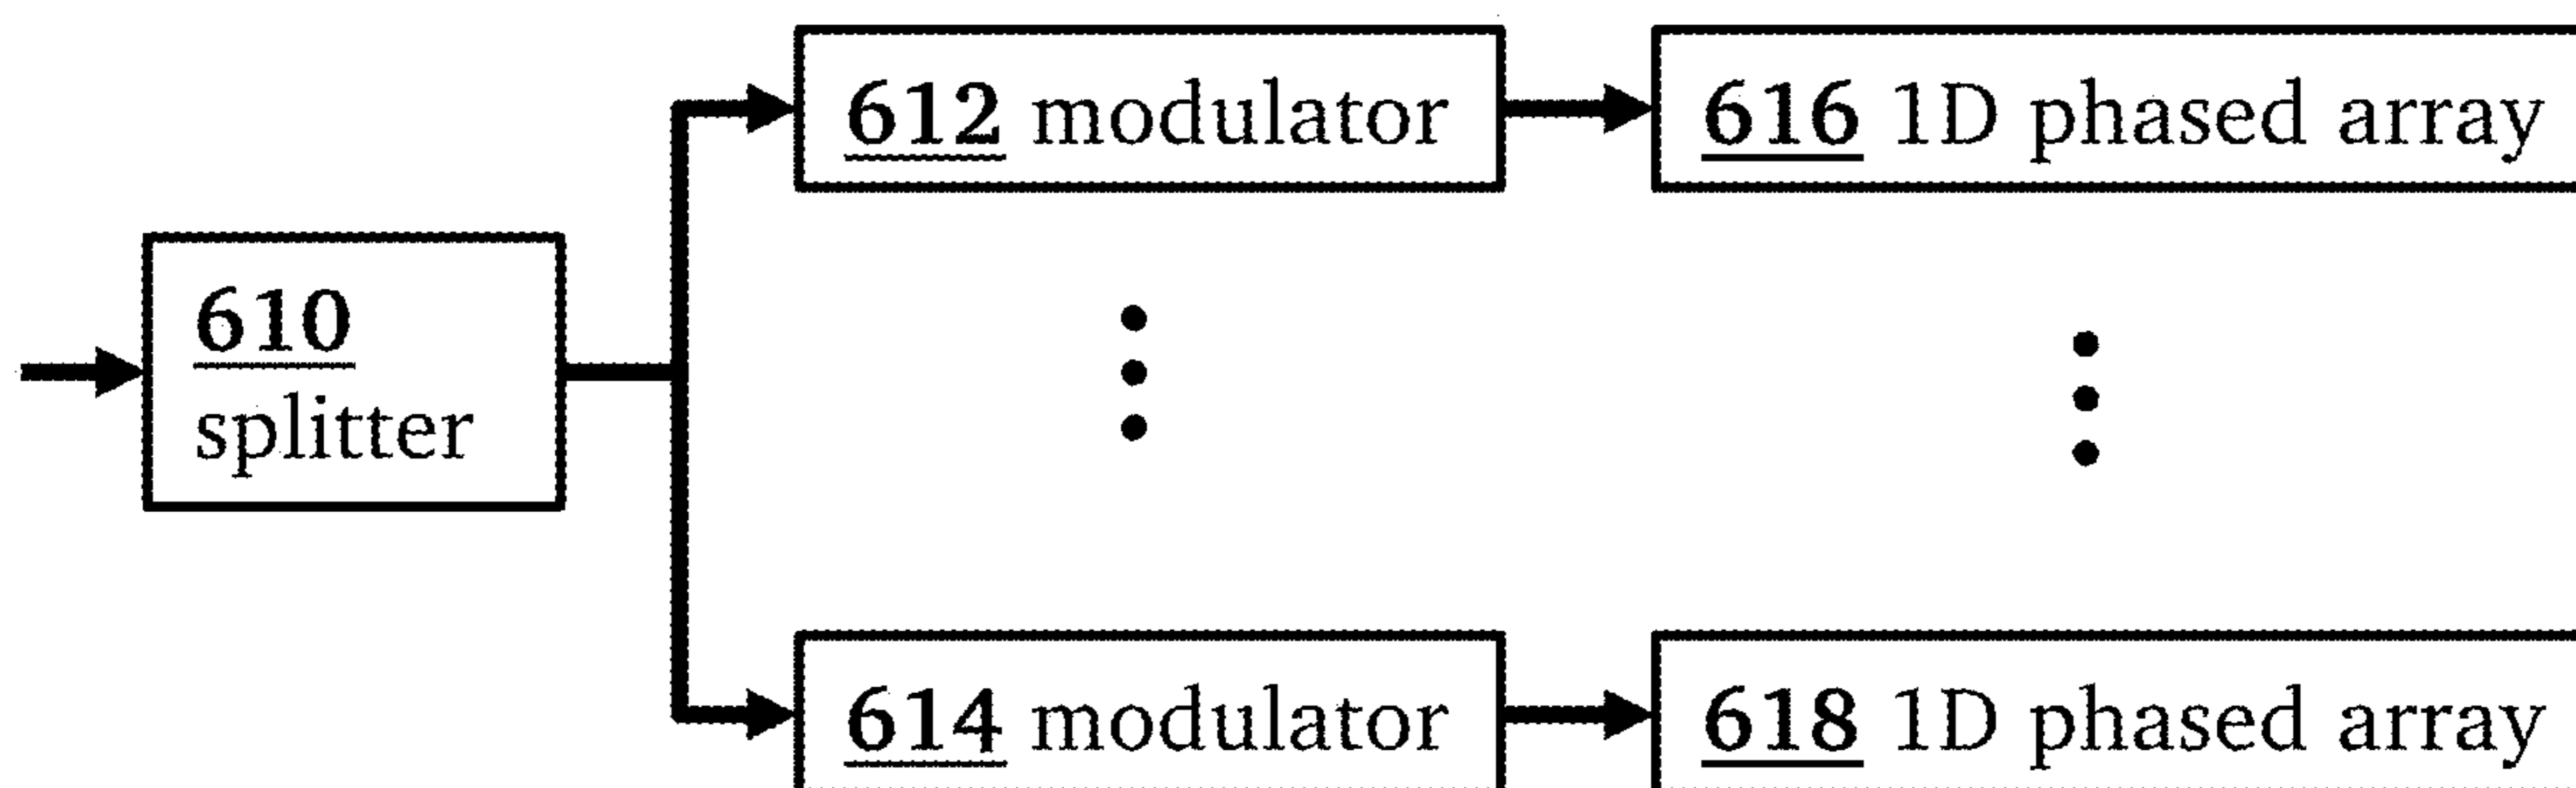 612 modulator
616 1D phased array
610
splitter
614 modulator
618 1D phased array